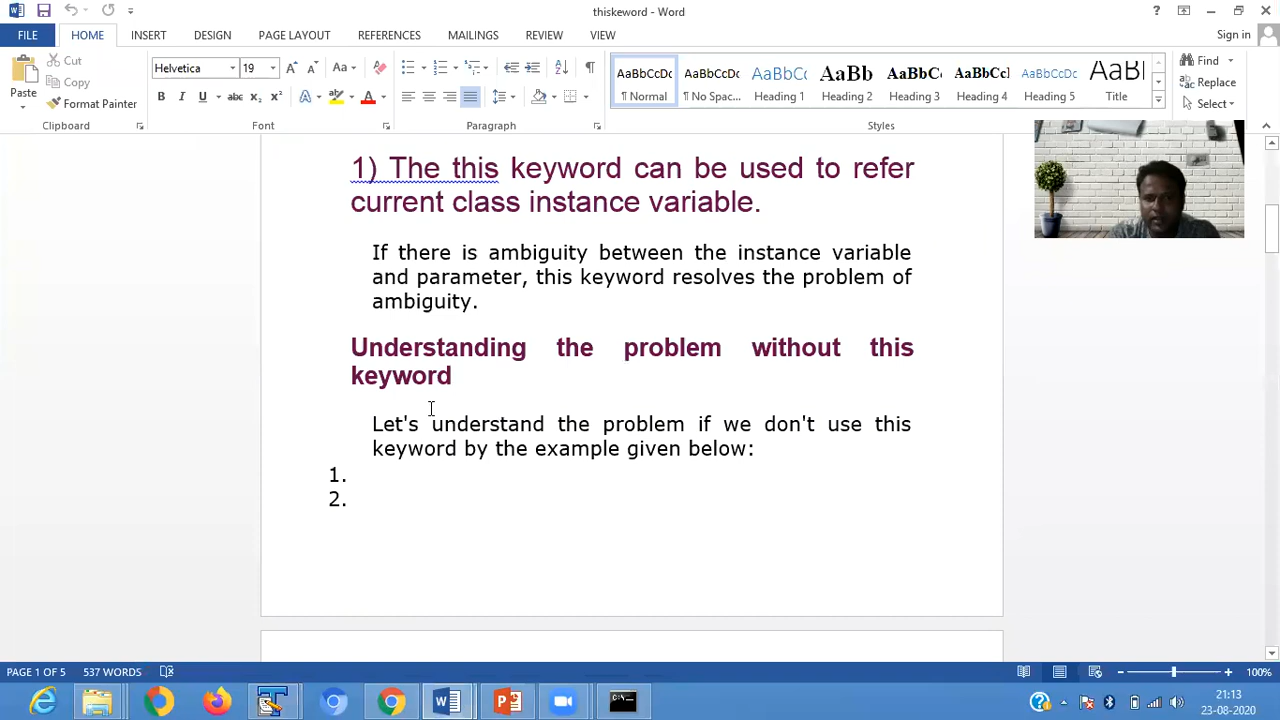 thiskeword - Word
Sign in
FILE HOME INSERT DESIGN PAGE LAYOUT REFERENCES MAILINGS REVIEW VIEW
Paste
Cut
Copy
Format Painter
Clipboard
Helvetica 19
Font
Paragraph
AaBbCcDc AaBbCcDc AaBbC AaBb AaBbC AaBbCcI AaBbCcDc AaBl
¶ Normal ¶ No Spac... Heading 1 Heading 2 Heading 3 Heading 4 Heading 5 Title
Styles
Find
Replace
Select
1) The this keyword can be used to refer
current class instance variable.
If there is ambiguity between the instance variable
and parameter, this keyword resolves the problem of
ambiguity.
Understanding the problem without this
keyword
Let's understand the problem if we don't use this
keyword by the example given below:
1.
2.
PAGE 1 OF 5 537 WORDS 100%
21:13
23-08-2020